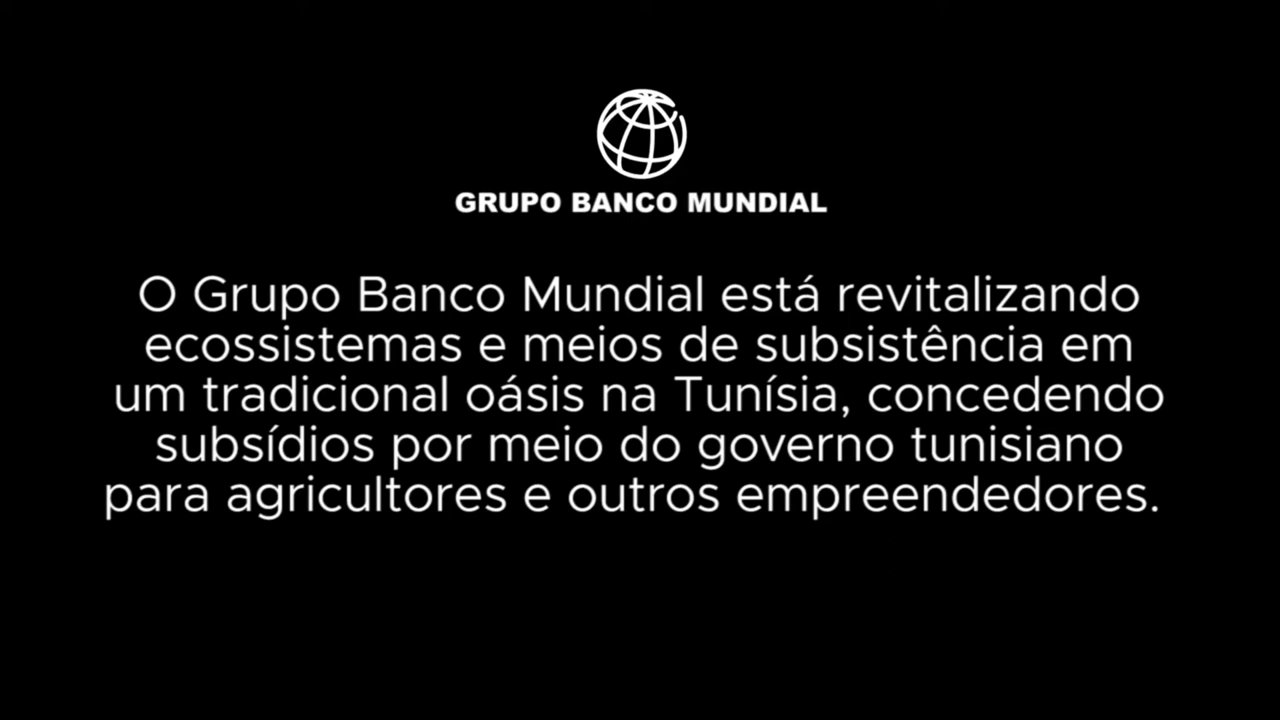 GRUPO BANCO MUNDIAL
O Grupo Banco Mundial está revitalizando
ecossistemas e meios de subsistência em
um tradicional oásis na Tunísia, concedendo
subsídios por meio do governo tunisiano
para agricultores e outros empreendedores.